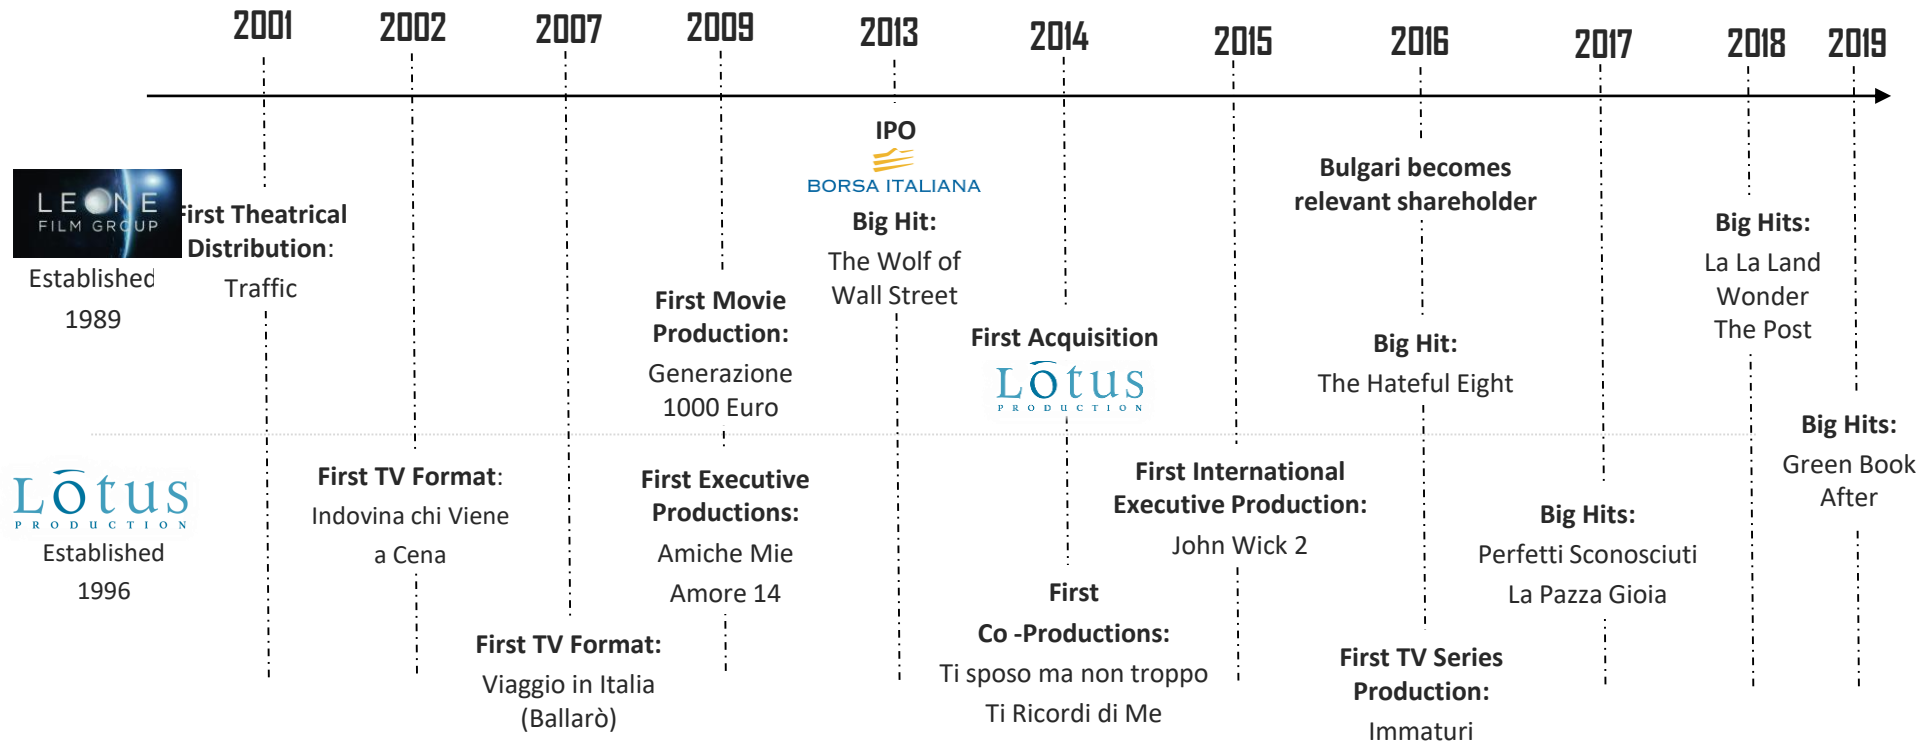 2001
2002
2007
2009
2013
2014
2015
2016
2017
2018
2019
LEONE
FILM GROUP
Established
1989
First Theatrical
Distribution:
Traffic
First Movie
Production:
Generazione
1000 Euro
IPO
BORSA ITALIANA
Big Hit:
The Wolf of
Wall Street
First Acquisition
Lōtus
PRODUCTION
Bulgari becomes
relevant shareholder
Big Hit:
The Hateful Eight
Big Hits:
La La Land
Wonder
The Post
Big Hits:
Green Book
After
Lōtus
PRODUCTION
Established
1996
First TV Format:
Indovina chi Viene
a Cena
First TV Format:
Viaggio in Italia
(Ballarò)
First Executive
Productions:
Amiche Mie
Amore 14
First
Co -Productions:
Ti sposo ma non troppo
Ti Ricordi di Me
First International
Executive Production:
John Wick 2
First TV Series
Production:
Immaturi
Big Hits:
Perfetti Sconosciuti
La Pazza Gioia